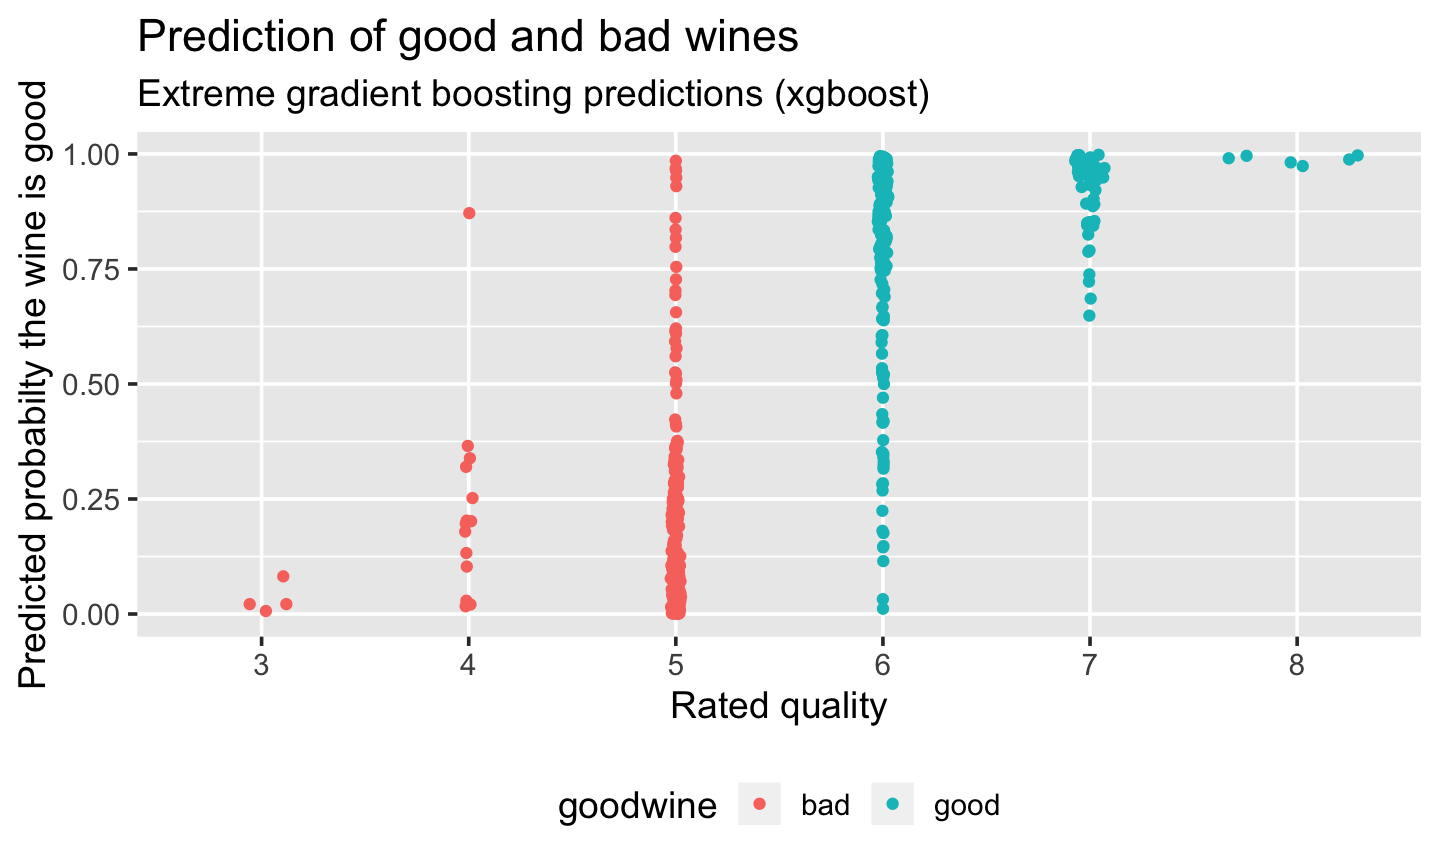 Prediction of good and bad wines
Extreme gradient boosting predictions (xgboost)
Predicted probabilty the wine is good
1.00
0.75
0.50
0.25
0.00
3 4 5 6 7 8
Rated quality
goodwine bad good